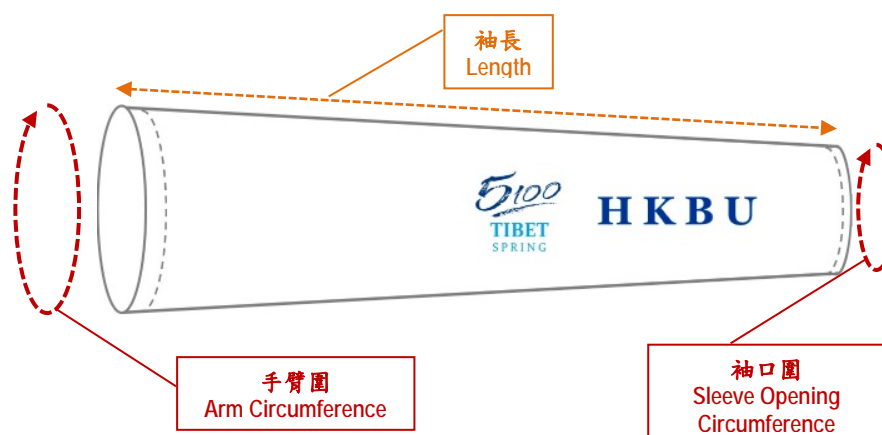 袖長
Length
5100
TIBET
SPRING
HKBU
手臂圍
Arm Circumference
袖口圍
Sleeve Opening
Circumference